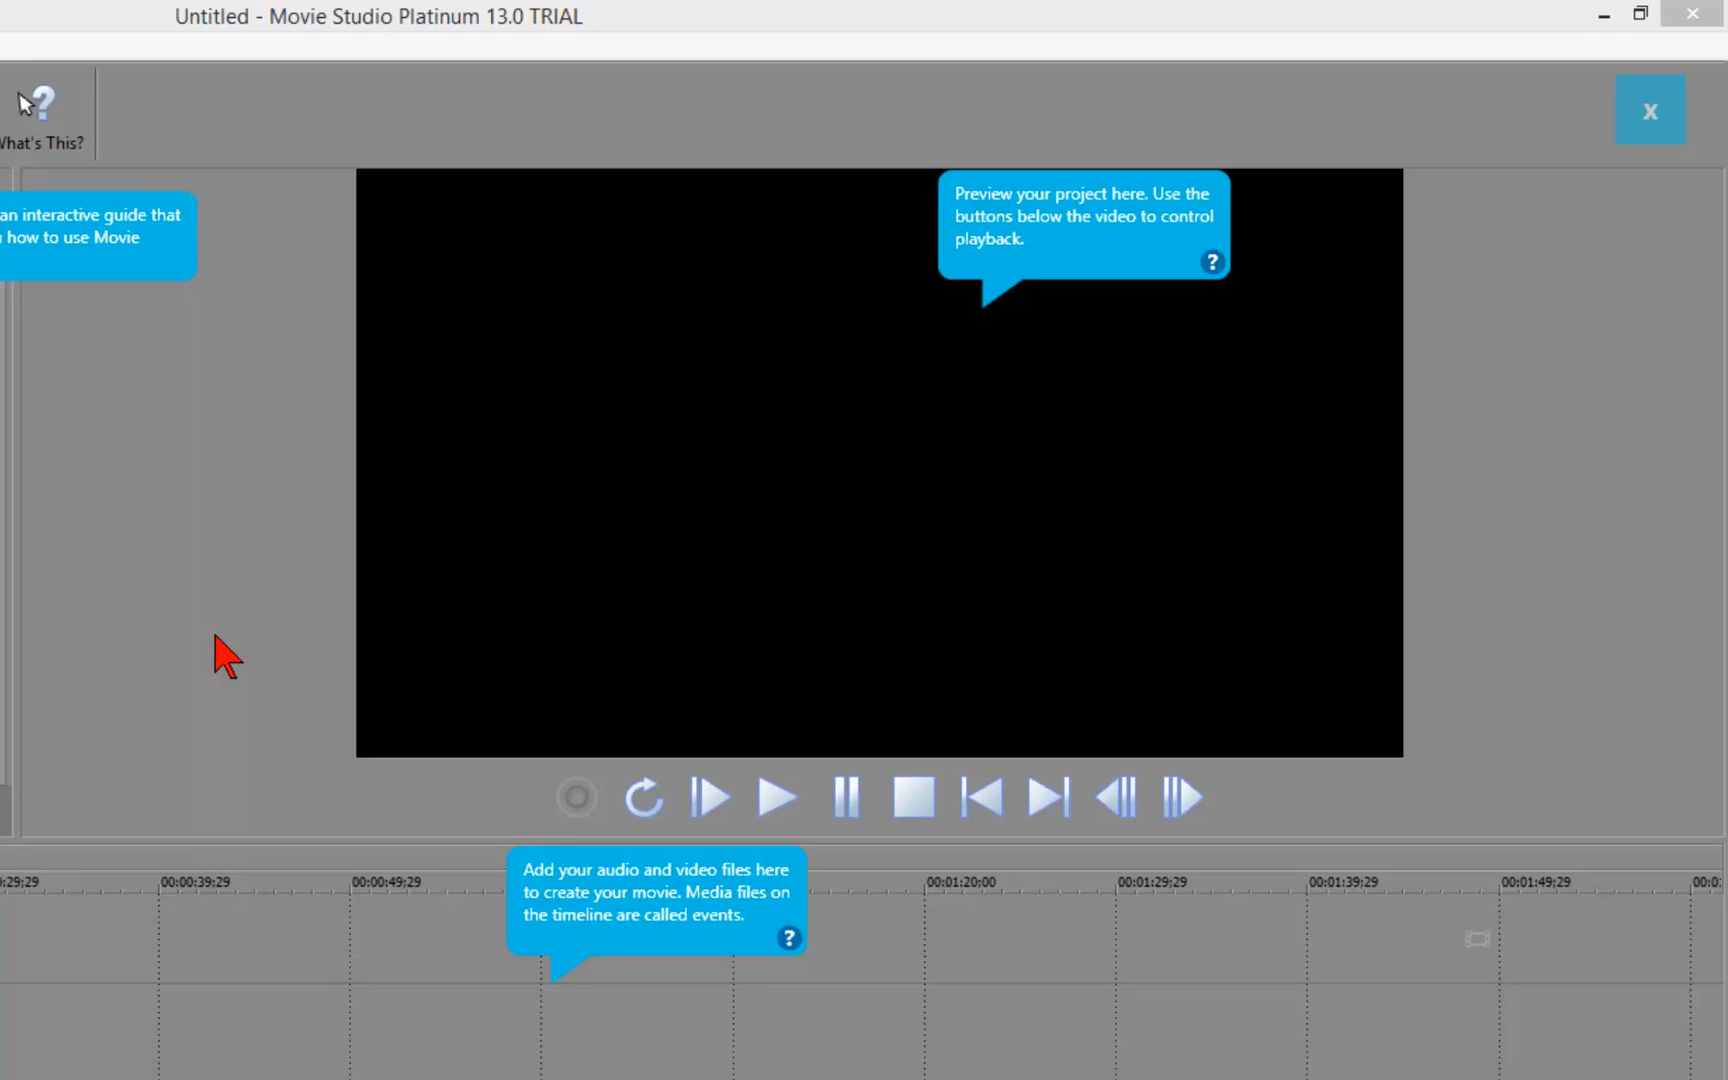 Untitled - Movie Studio Platinum 13.0 TRIAL
What's This?
x
an interactive guide that
how to use Movie
Preview your project here. Use the
buttons below the video to control
playback.
?
Add your audio and video files here
to create your movie. Media files on
the timeline are called events.
?
:29;29 00:00:39;29 00:00:49;29 00:01:20;00 00:01:29;29 00:01:39;29 00:01:49;29 00:0